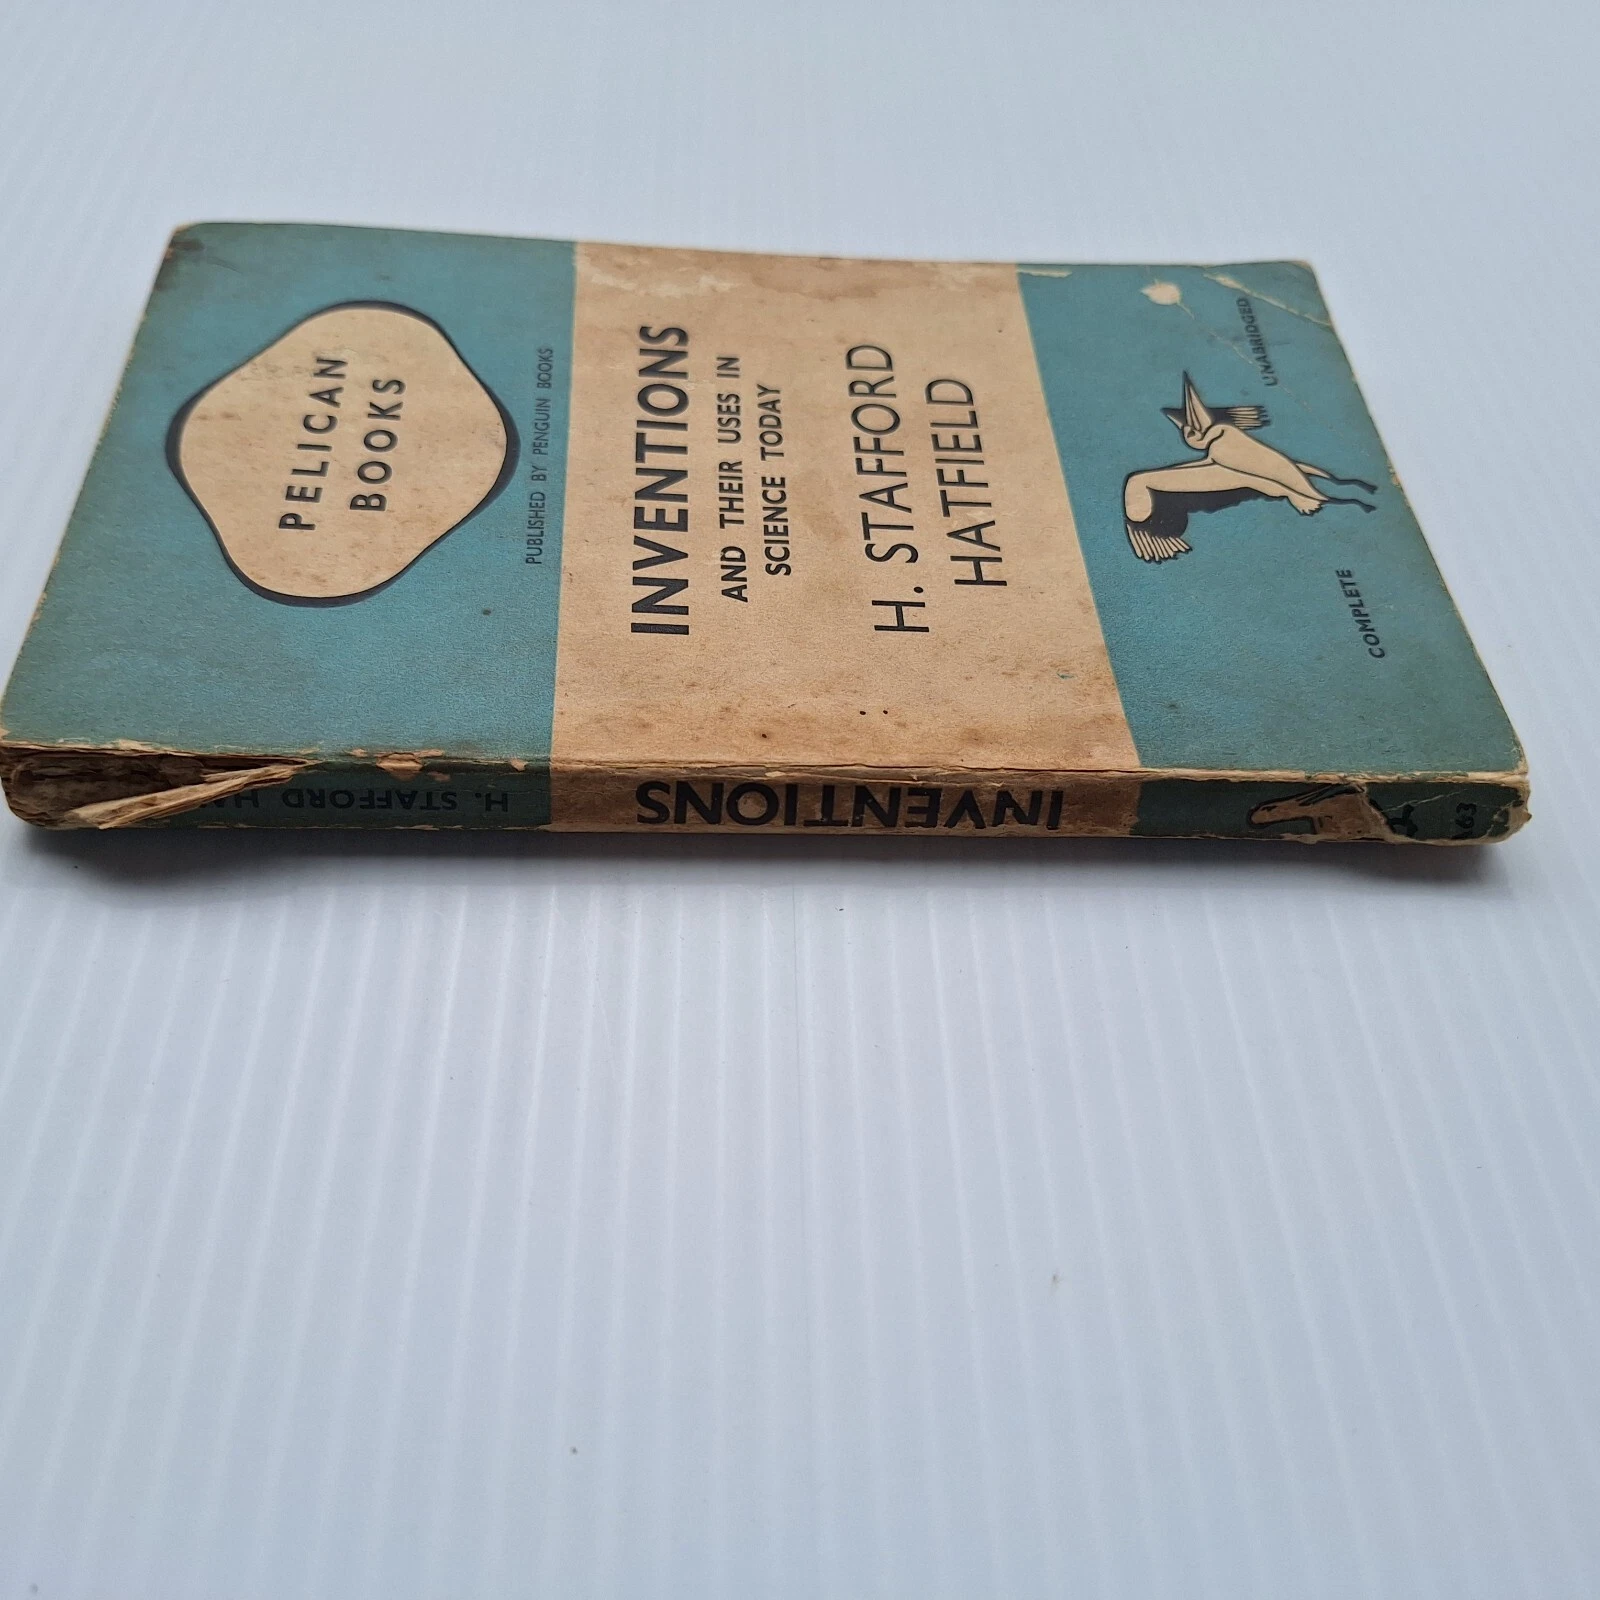 PELICAN
BOOKS
PUBLISHED BY PENGUIN BOOKS
INVENTIONS
AND THEIR USES IN
SCIENCE TODAY
H. STAFFORD
HATFIELD
COMPLETE
UNABRIDGED
H. STAFFORD
INVENTIONS